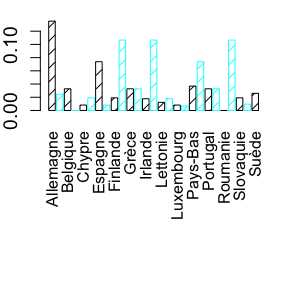 0.10
0.00
Allemagne
Belgique
Chypre
Espagne
Finlande
Grèce
Irlande
Lettonie
Luxembourg
Pays-Bas
Portugal
Roumanie
Slovaquie
Suède